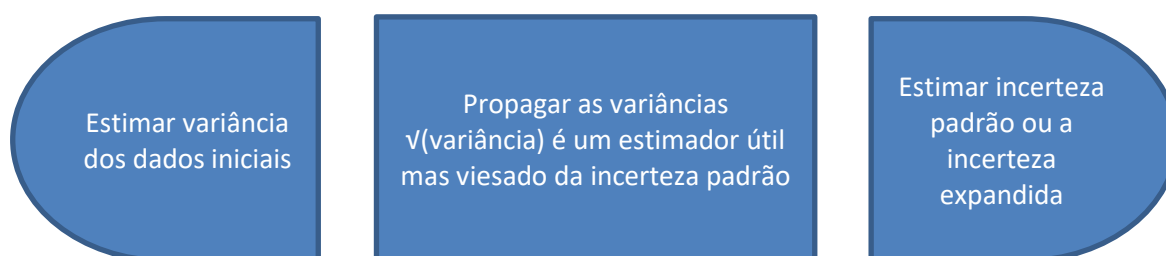 Estimar variância
dos dados iniciais
Propagar as variâncias
√(variância) é um estimador útil
mas viesado da incerteza padrão
Estimar incerteza
padrão ou a
incerteza
expandida